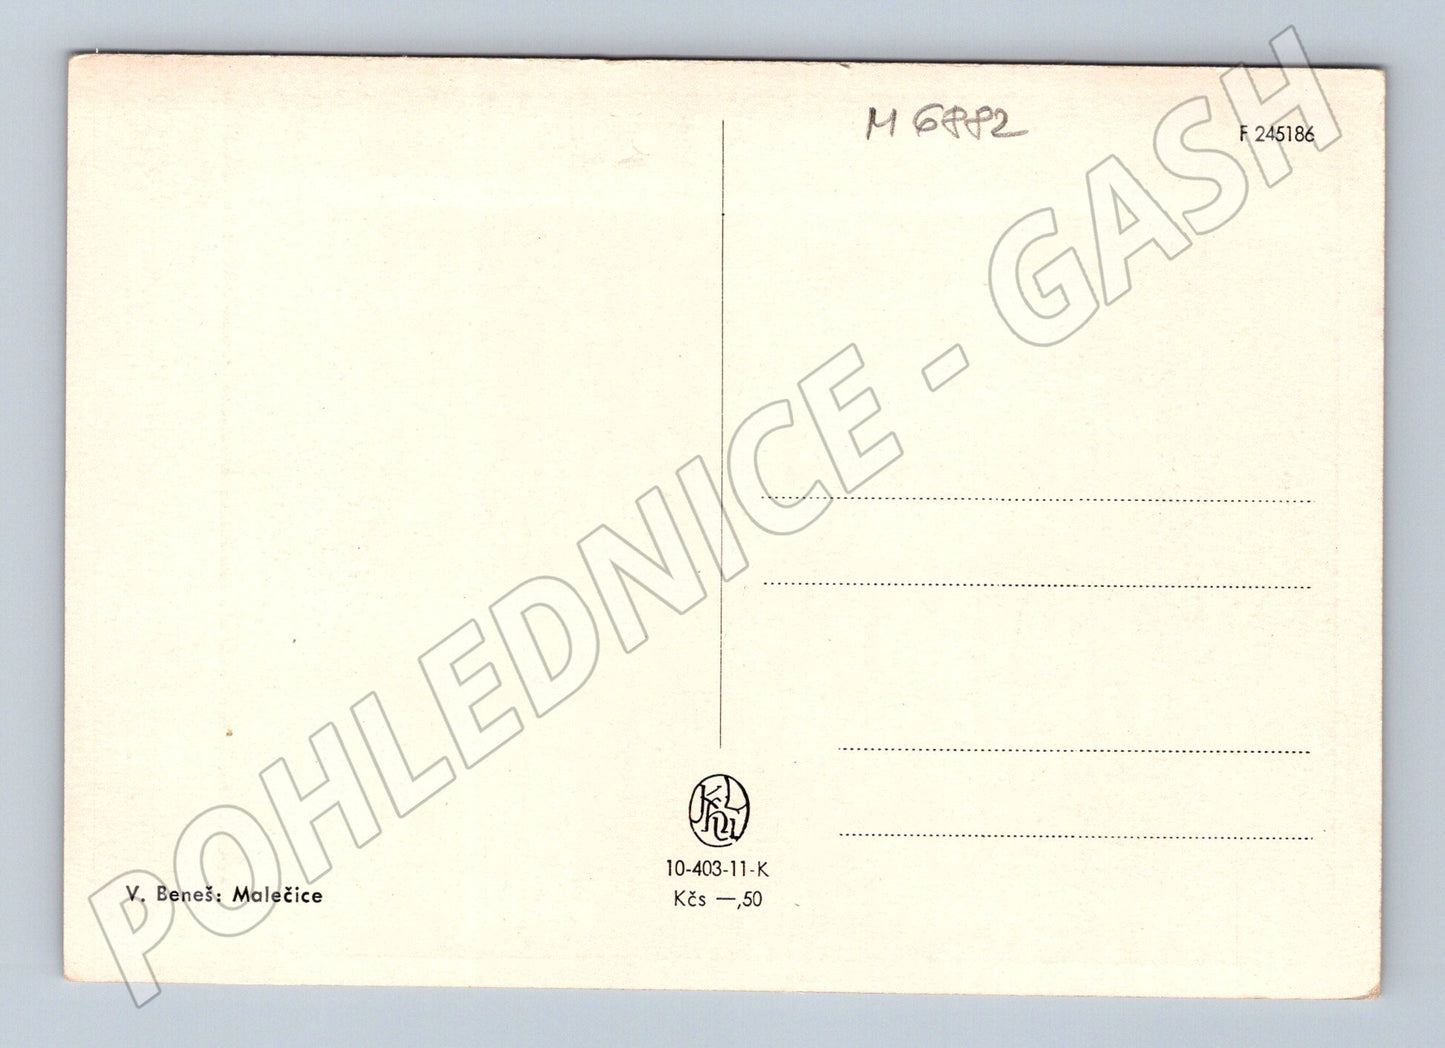 M 6882
F 245186
POHLEDNICE - GASH
10-403-11-K
Kčs —,50
V. Beneš: Malečice